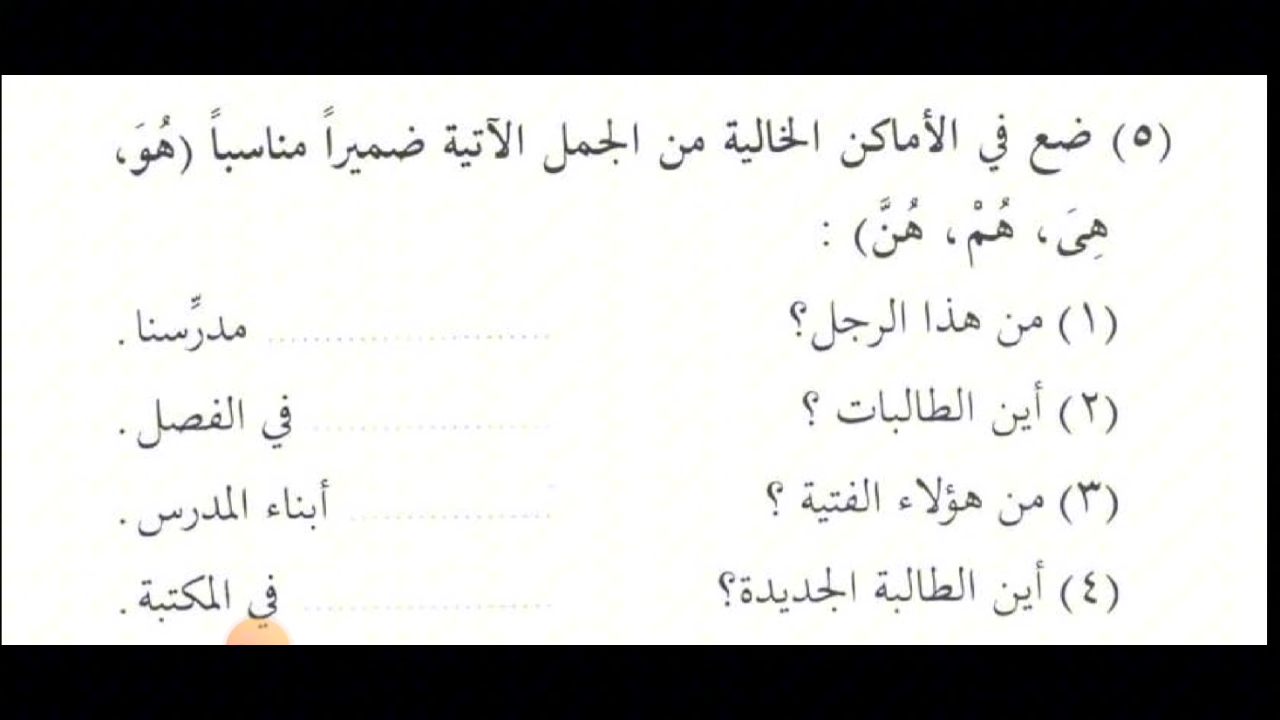 (٥) ضع في الأماكن الخالية من الجمل الآتية ضميراً مناسباً (هُوَ،
هِىَ، هُمْ، هُنَّ) :
(١) من هذا الرجل؟ .......................... مدرِّسنا .
(٢) أين الطالبات ؟ .......................... في الفصل .
(٣) من هؤلاء الفتية ؟ .......................... أبناء المدرس .
(٤) أين الطالبة الجديدة؟ .......................... في المكتبة .